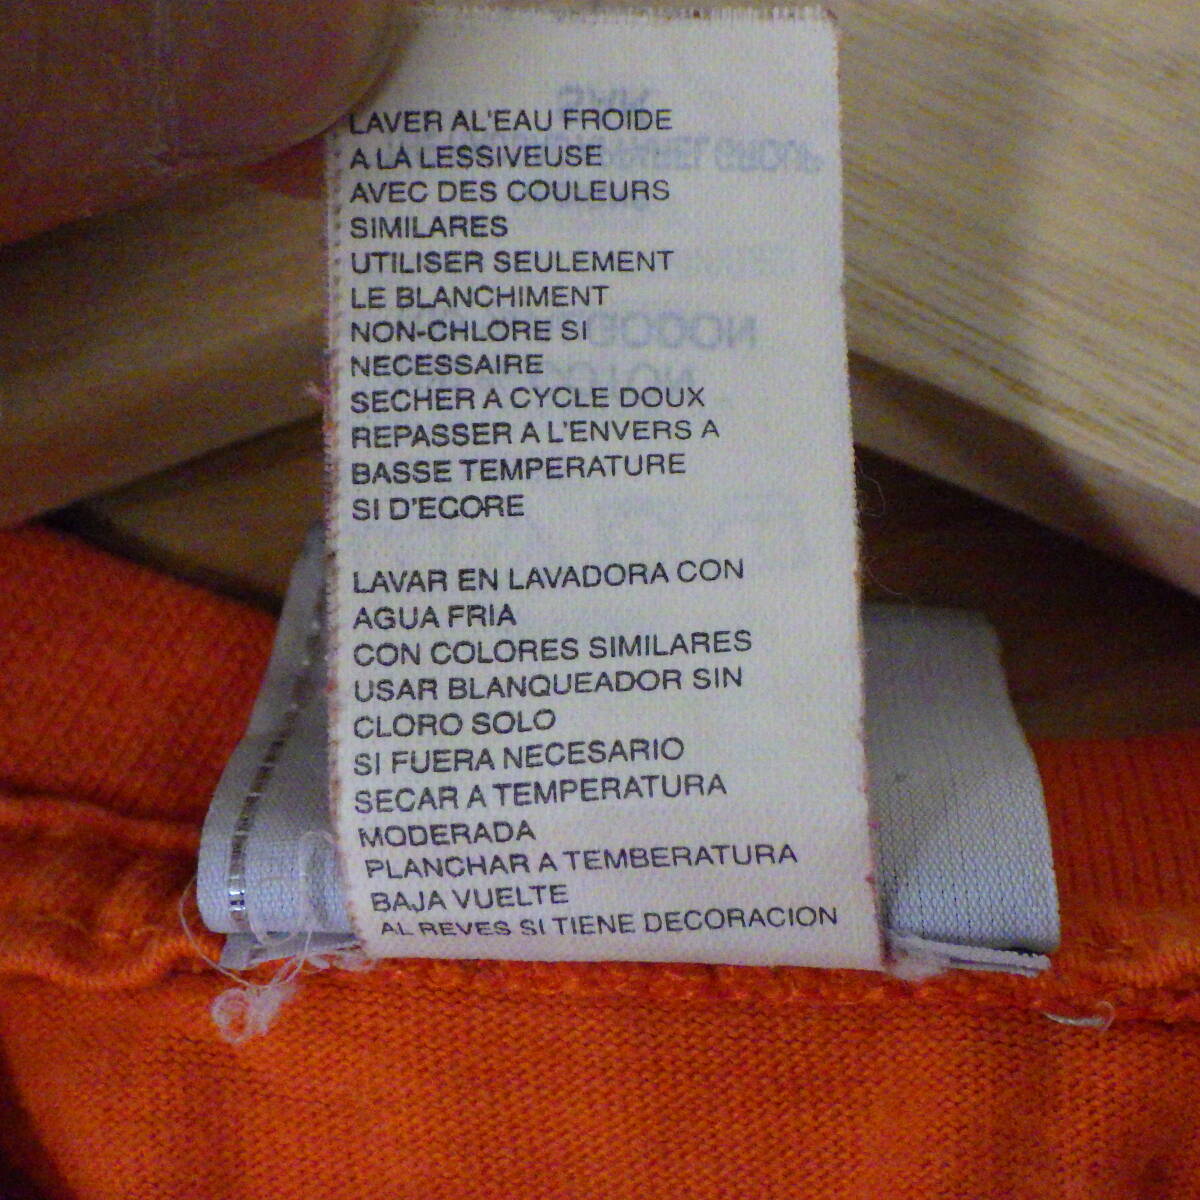 LAVER AL'EAU FROIDE
A LA LESSIVEUSE
AVEC DES COULEURS
SIMILARES
UTILISER SEULEMENT
LE BLANCHIMENT
NON-CHLORE SI
NECESSAIRE
SECHER A CYCLE DOUX
REPASSER A L'ENVERS A
BASSE TEMPERATURE
SI D'ECORE
LAVAR EN LAVADORA CON
AGUA FRIA
CON COLORES SIMILARES
USAR BLANQUEADOR SIN
CLORO SOLO
SI FUERA NECESARIO
SECAR A TEMPERATURA
MODERADA
PLANCHAR A TEMBERATURA
BAJA VUELTE
AL REVES SI TIENE DECORACION